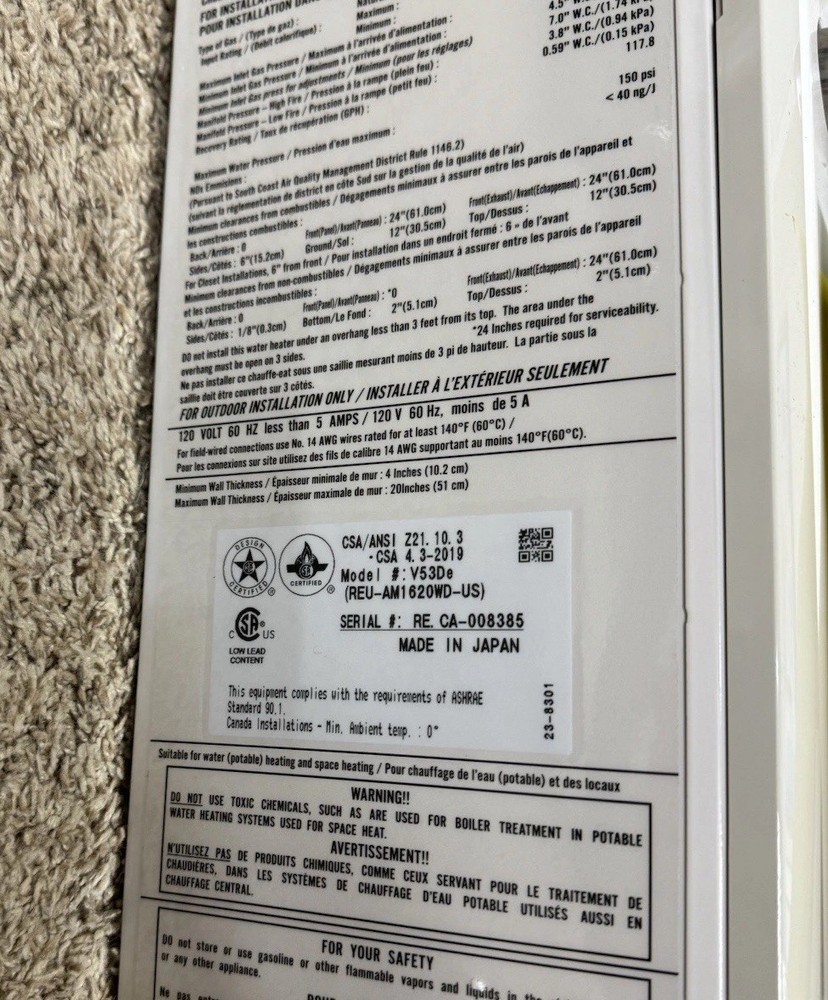 FOR INSTALLATION
POUR INSTALLATION
Type of Gas / (Type de gaz) :
Input Rating / (Débit calorifique) : Maximum :
Minimum :
Maximum Inlet Gas Pressure / Maximum à l'arrivée d'alimentation :
Minimum Inlet Gas Pressure / Minimum à l'arrivée d'alimentation : 7.0" W.C./(1.74
Minimum Inlet Gas press for adjustments / Minimum (pour les réglages)
Manifold Pressure – High Fire / Pression à la rampe (plein feu) : 3.8" W.C./(0.94 kPa)
Manifold Pressure – Low Fire / Pression à la rampe (petit feu) : 0.59" W.C./(0.15 kPa)
Recovery Rating / Taux de récupération (GPH) : 117.8
Maximum Water Pressure / Pression d'eau maximum : 150 psi
NOx Emmisions : < 40 ng/J
(Pursuant to South Coast Air Quality Management District Rule 1146.2)
(suivant la réglementation de district en côte Sud sur la gestion de la qualité de l'air)
Minimum clearances from combustibles / Dégagements minimaux à assurer entre les parois de l'appareil et
les constructions combustibles :
Back/Arrière : 0 Front(Panel)/Avant(Panneau) : 24"(61.0cm) Front(Exhaust)/Avant(Echappement) : 24"(61.0cm)
Sides/Côtés : 6"(15.2cm) Ground/Sol : 12"(30.5cm) Top/Dessus : 12"(30.5cm)
For Closet Installations, 6" from front / Pour installation dans un endroit fermé : 6 » de l'avant
Minimum clearances from non-combustibles / Dégagements minimaux à assurer entre les parois de l'appareil
et les constructions incombustibles :
Back/Arrière : 0 Front(Panel)/Avant(Panneau) : *0 Front(Exhaust)/Avant(Echappement) : 24"(61.0cm)
Sides/Côtés : 1/8"(0.3cm) Bottom/Le Fond : 2"(5.1cm) Top/Dessus : 2"(5.1cm)
*24 Inches required for serviceability.
DO not install this water heater under an overhang less than 3 feet from its top. The area under the
overhang must be open on 3 sides.
Ne pas installer ce chauffe-eat sous une saillie mesurant moins de 3 pi de hauteur. La partie sous la
saillie doit être couverte sur 3 côtés.
FOR OUTDOOR INSTALLATION ONLY / INSTALLER À L'EXTÉRIEUR SEULEMENT
120 VOLT 60 HZ less than 5 AMPS / 120 V 60 Hz, moins de 5 A
For field-wired connections use No. 14 AWG wires rated for at least 140°F (60°C) /
Pour les connexions sur site utilisez des fils de calibre 14 AWG supportant au moins 140°F(60°C).
Minimum Wall Thickness / Épaisseur minimale de mur : 4 Inches (10.2 cm)
Maximum Wall Thickness / Épaisseur maximale de mur : 20Inches (51 cm)
DESIGN CERTIFIED ®
CERTIFIED ®
CSA/ANSI Z21.10.3
-CSA 4.3-2019
Model #: V53De
(REU-AM1620WD-US)
C SA ® US
LOW LEAD
CONTENT
SERIAL #: RE. CA-008385
MADE IN JAPAN
This equipment complies with the requirements of ASHRAE
Standard 90.1.
Canada Installations - Min. Ambient temp. : 0°
23-8301
Suitable for water (potable) heating and space heating / Pour chauffage de l'eau (potable) et des locaux
WARNING!!
DO NOT USE TOXIC CHEMICALS, SUCH AS ARE USED FOR BOILER TREATMENT IN POTABLE
WATER HEATING SYSTEMS USED FOR SPACE HEAT.
AVERTISSEMENT!!
N'UTILISEZ PAS DE PRODUITS CHIMIQUES, COMME CEUX SERVANT POUR LE TRAITEMENT DE
CHAUDIÈRES, DANS LES SYSTÈMES DE CHAUFFAGE D'EAU POTABLE UTILISÉS AUSSI EN
CHAUFFAGE CENTRAL.
FOR YOUR SAFETY
DO not store or use gasoline or other flammable vapors and liquids in the
or any other appliance.
Ne pas